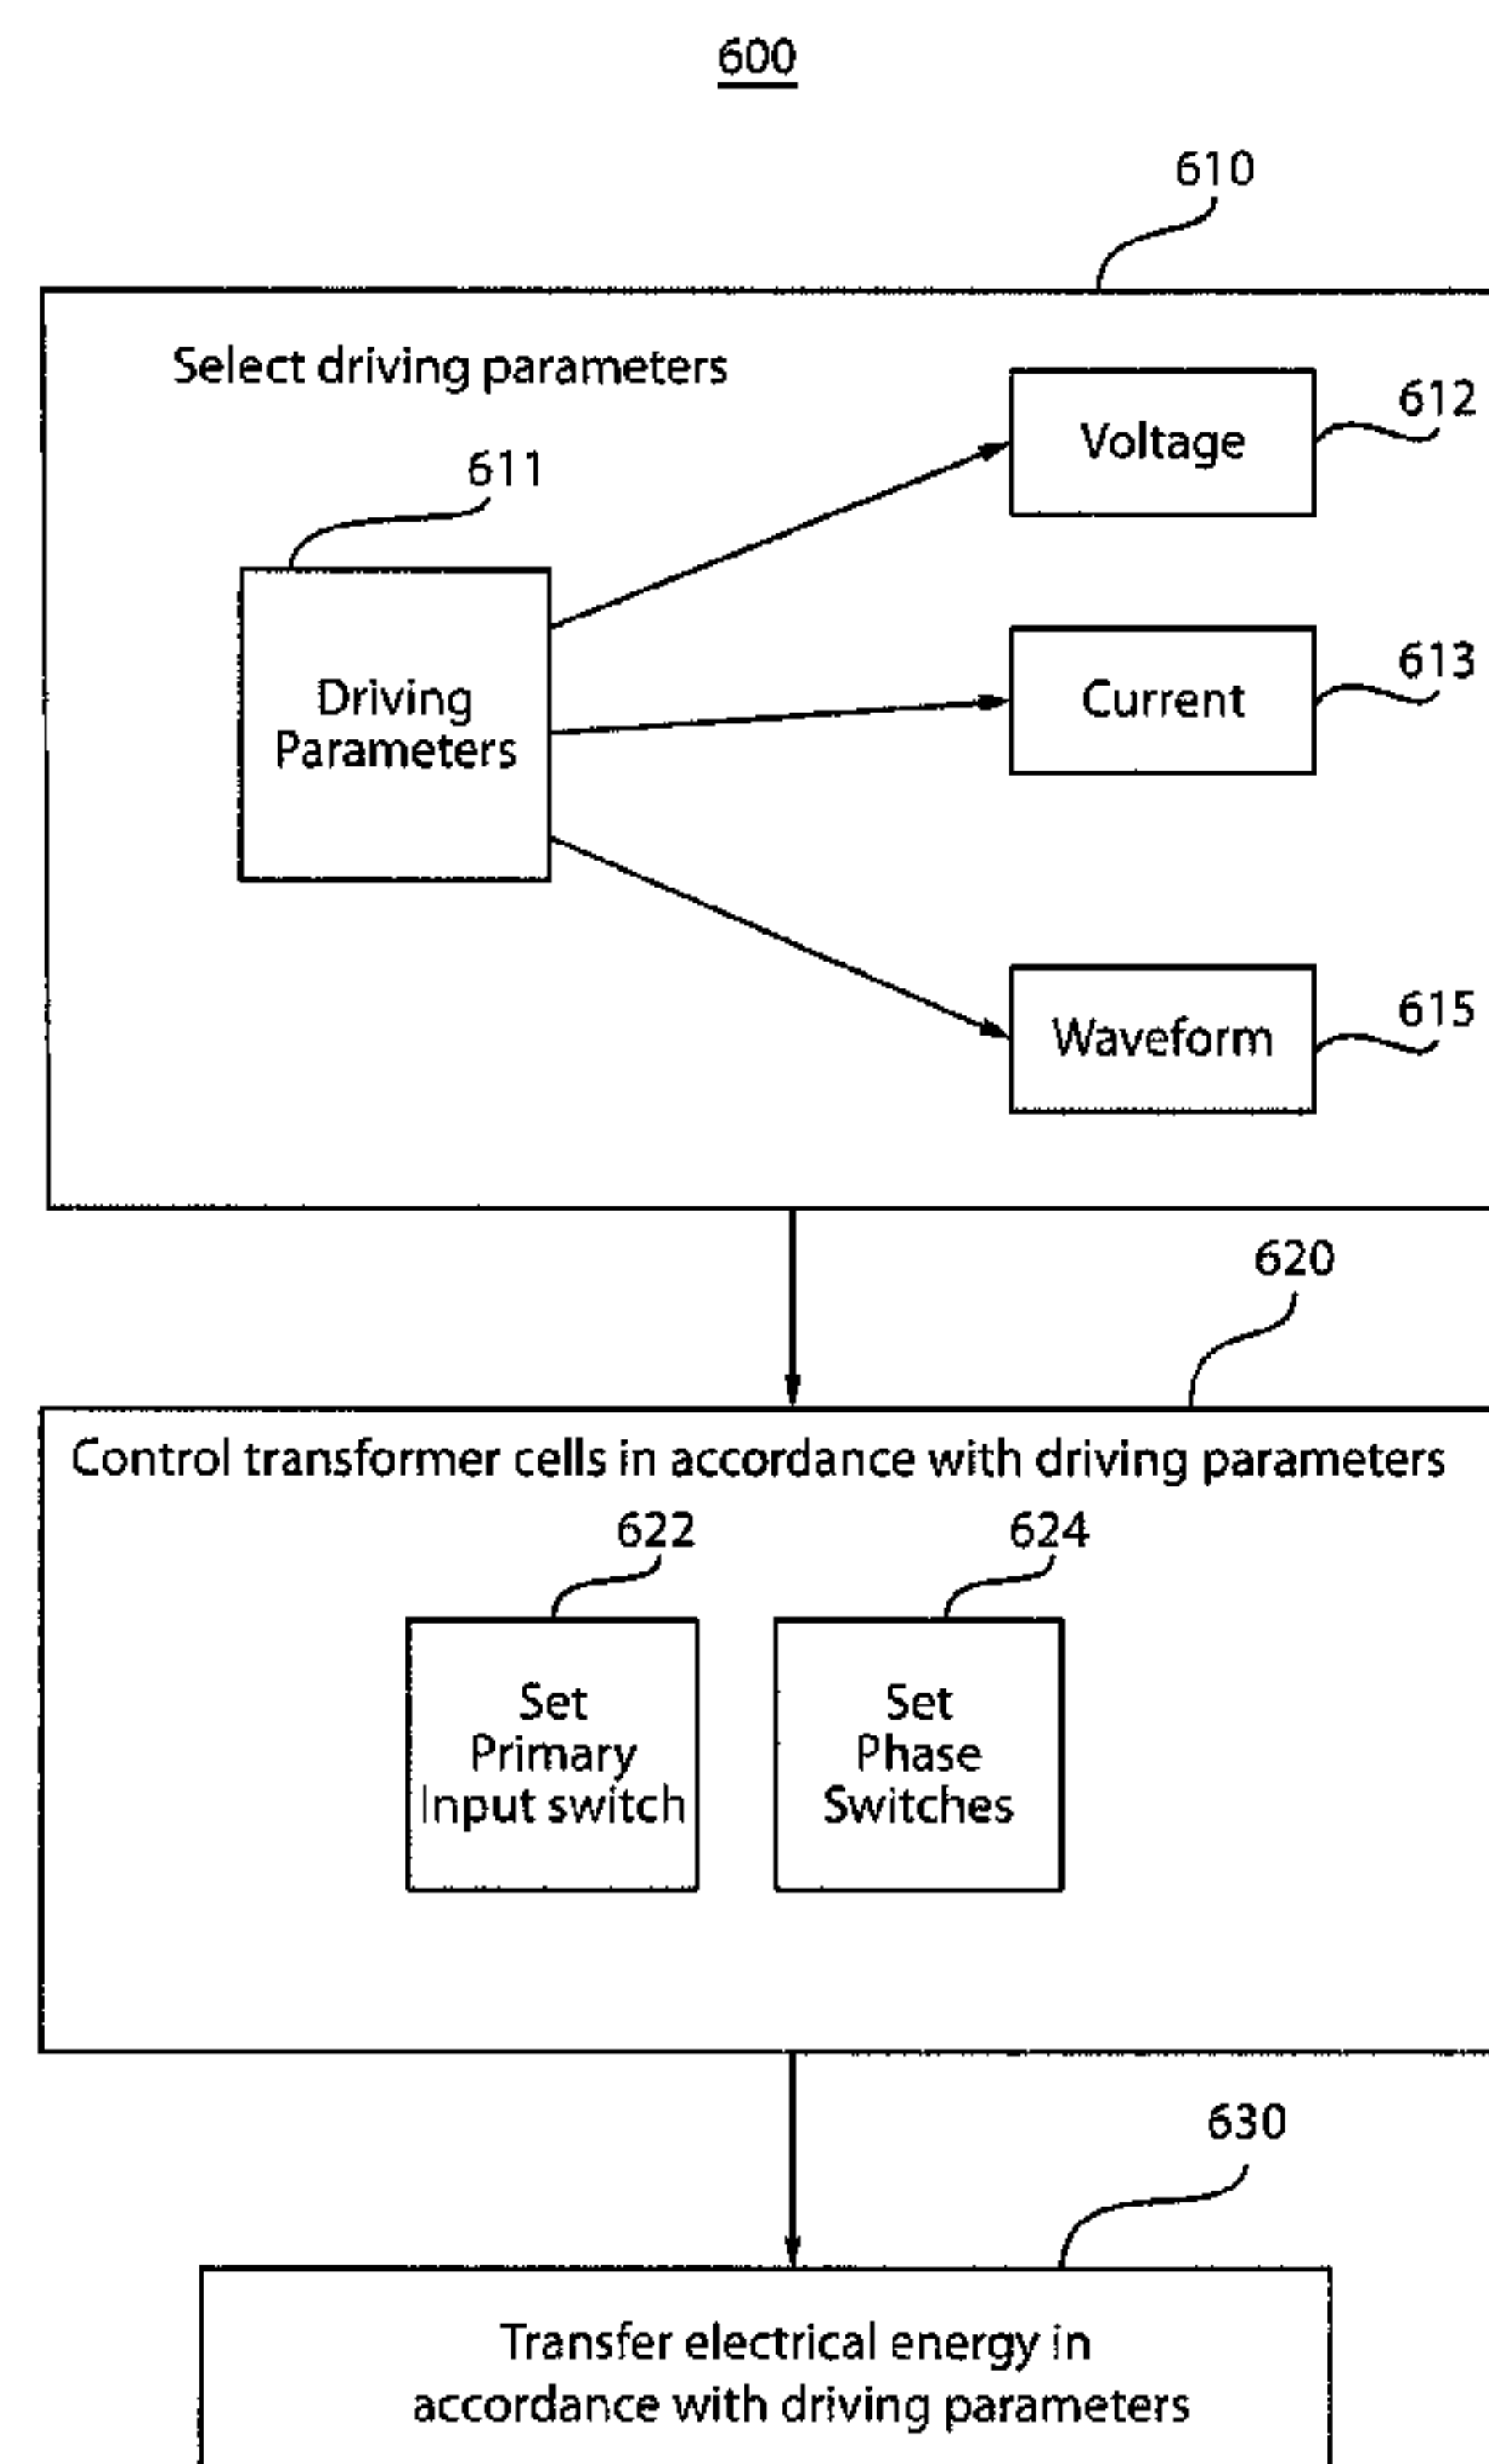 600
610
Select driving parameters
612
Voltage
611
613
Driving
Parameters
Current
615
Waveform
620
Control transformer cells in accordance with driving parameters
622
624
Set
Primary
Input switch
Set
Phase
Switches
630
Transfer electrical energy in
accordance with driving parameters